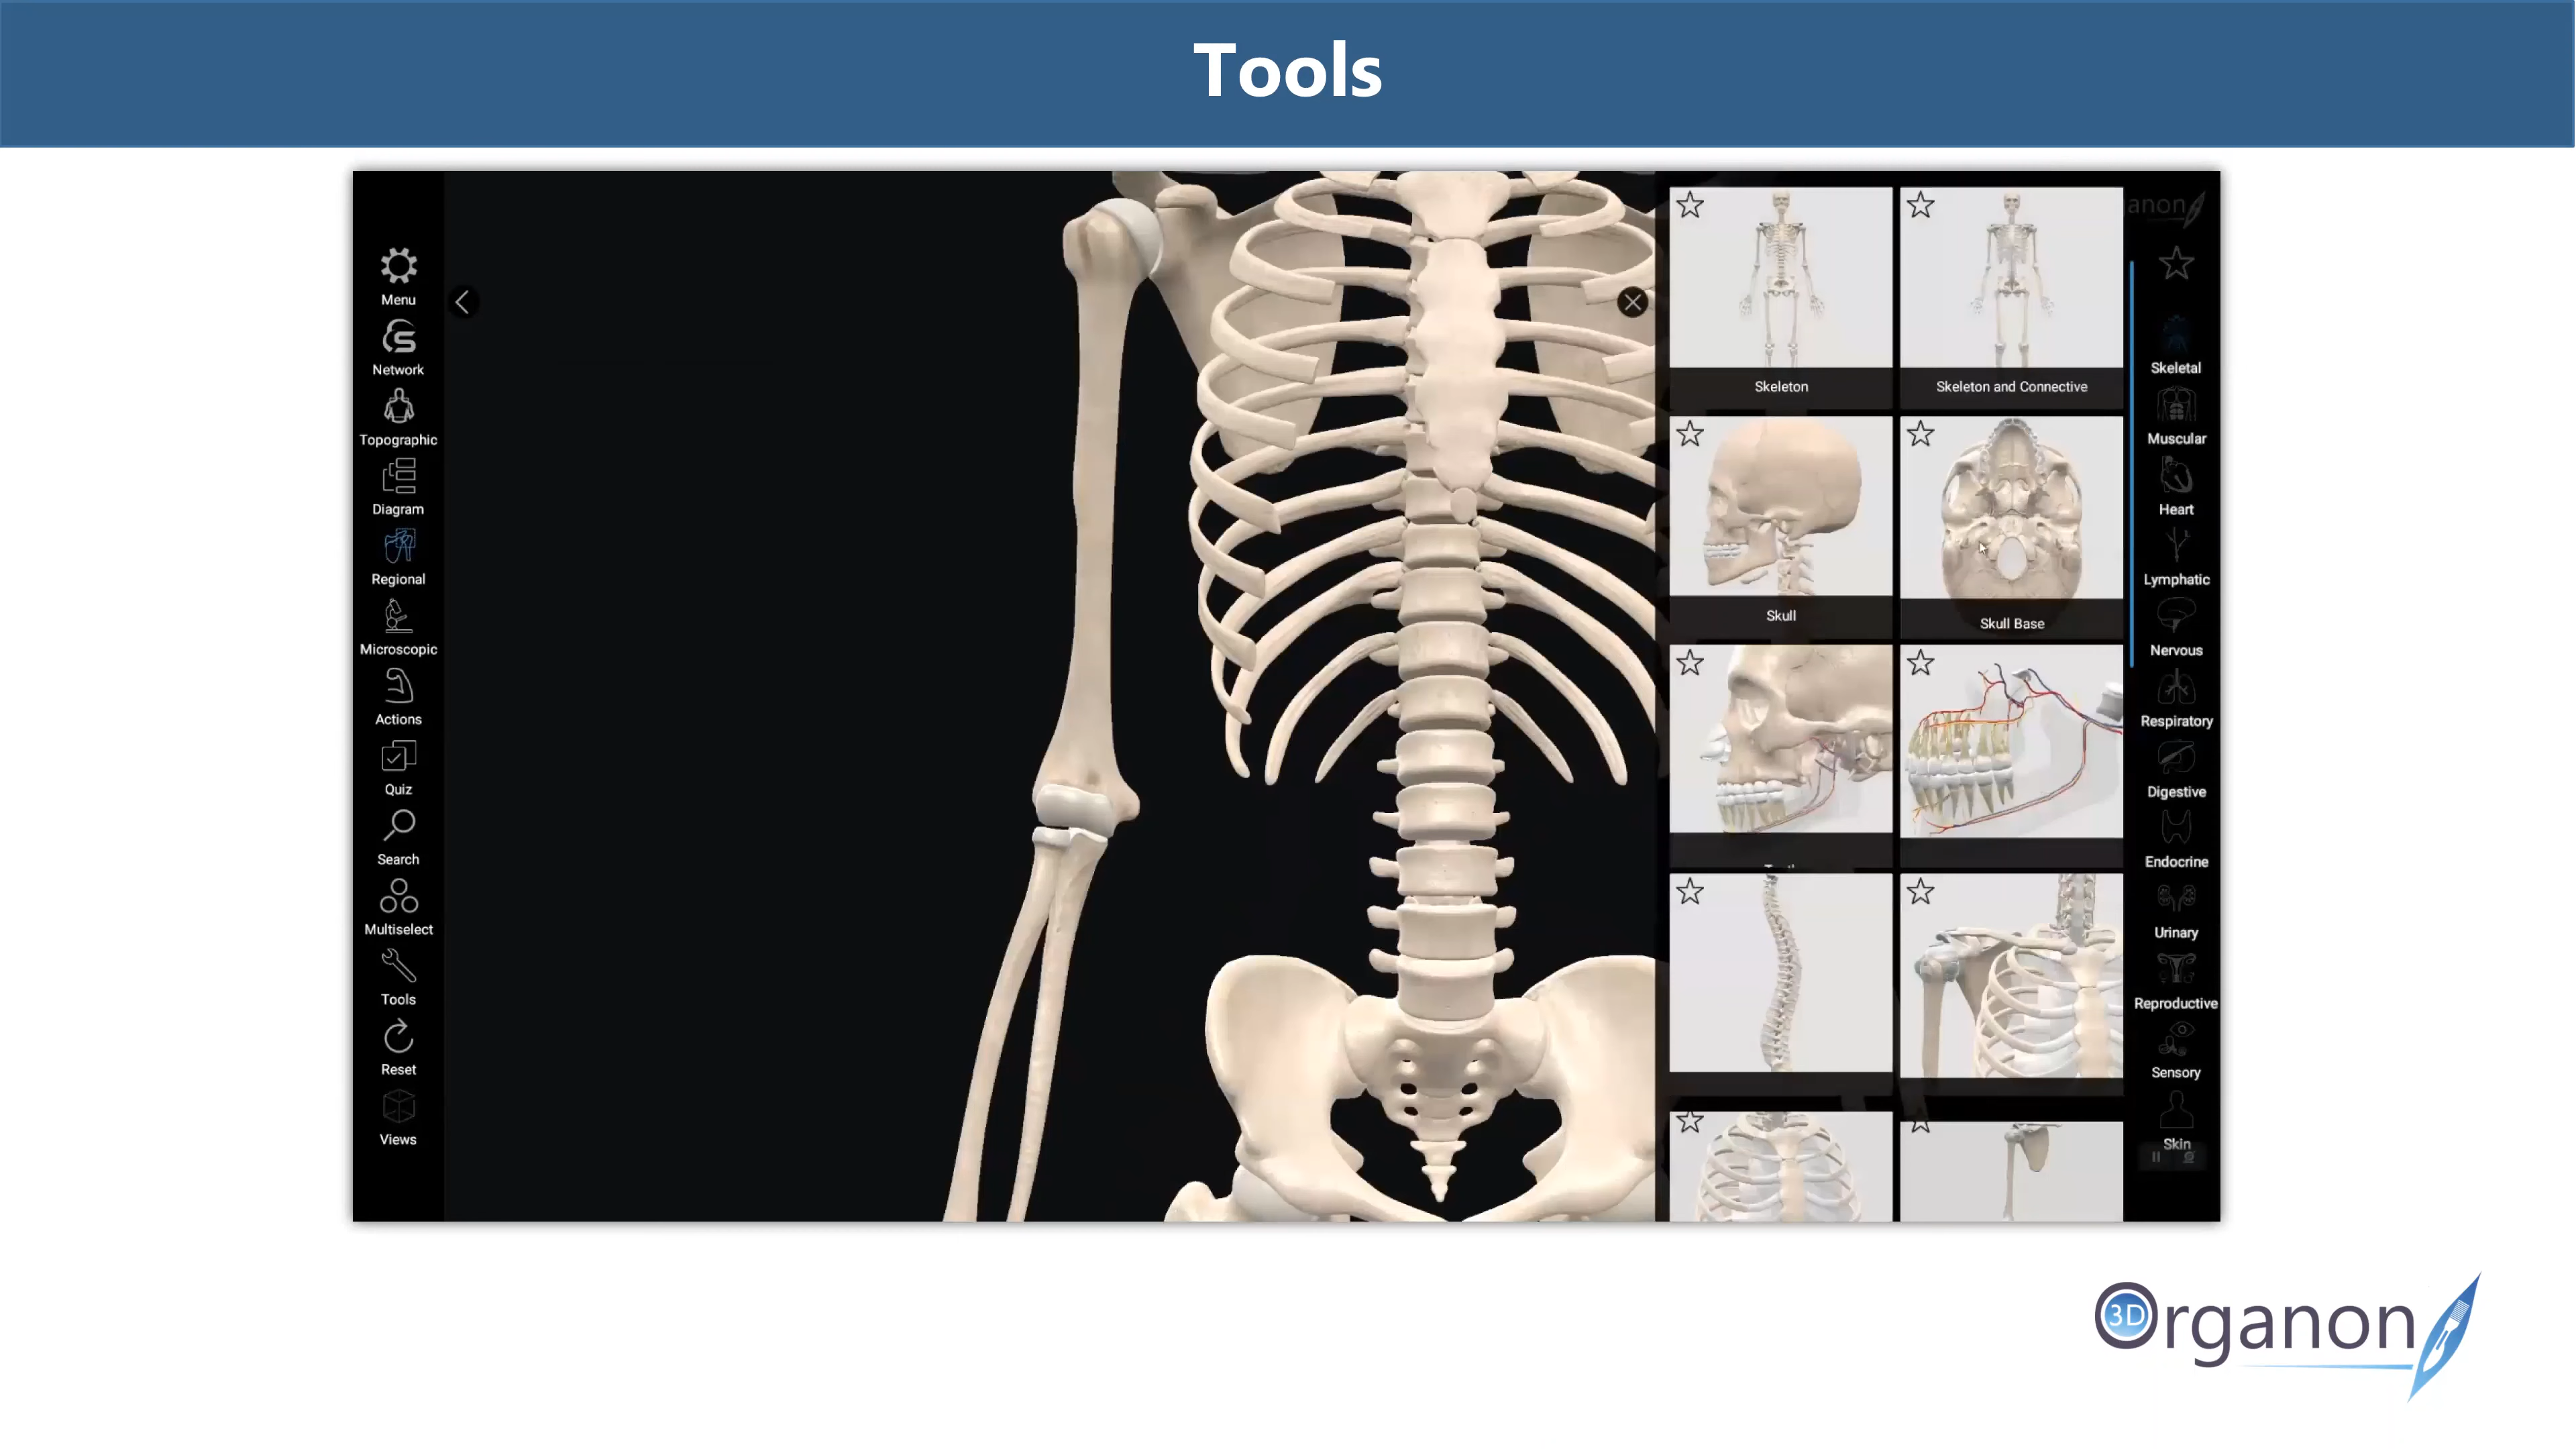 Tools
Menu
Network
Topographic
Diagram
Regional
Microscopic
Actions
Quiz
Search
Multiselect
Tools
Reset
Views
Skeleton
Skeleton and Connective
Skull
Skull Base
anon
Skeletal
Muscular
Heart
Lymphatic
Nervous
Respiratory
Digestive
Endocrine
Urinary
Reproductive
Sensory
Skin
3D Organon